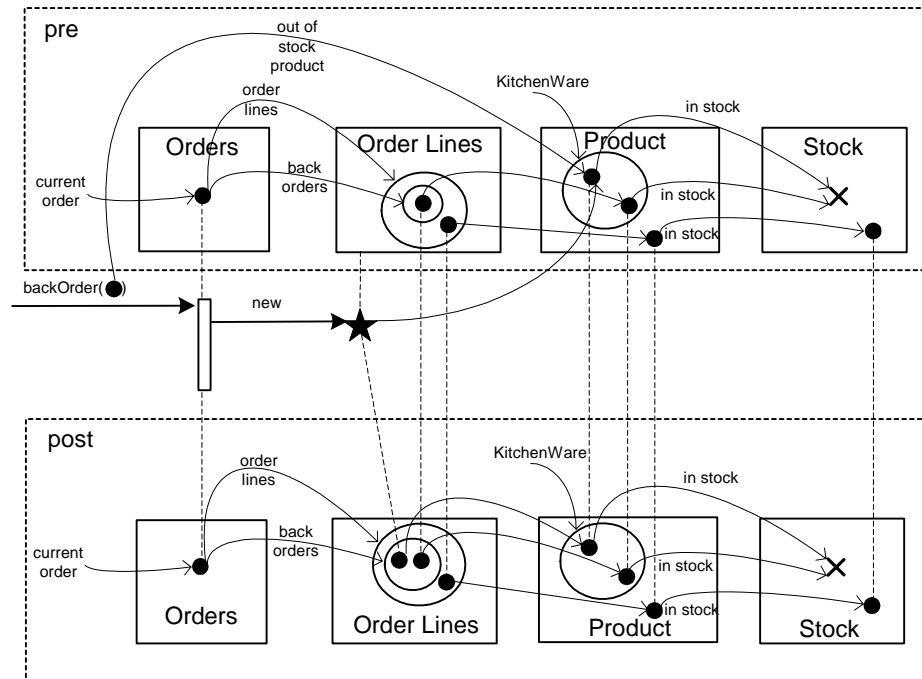 pre
out of
stock
product
KitchenWare
order
lines
in stock
Orders
Order Lines
Product
Stock
current
order
back
orders
in stock
in stock
backOrder( )
new
post
KitchenWare
order
lines
in stock
current
order
back
orders
in stock
in stock
Orders
Order Lines
Product
Stock